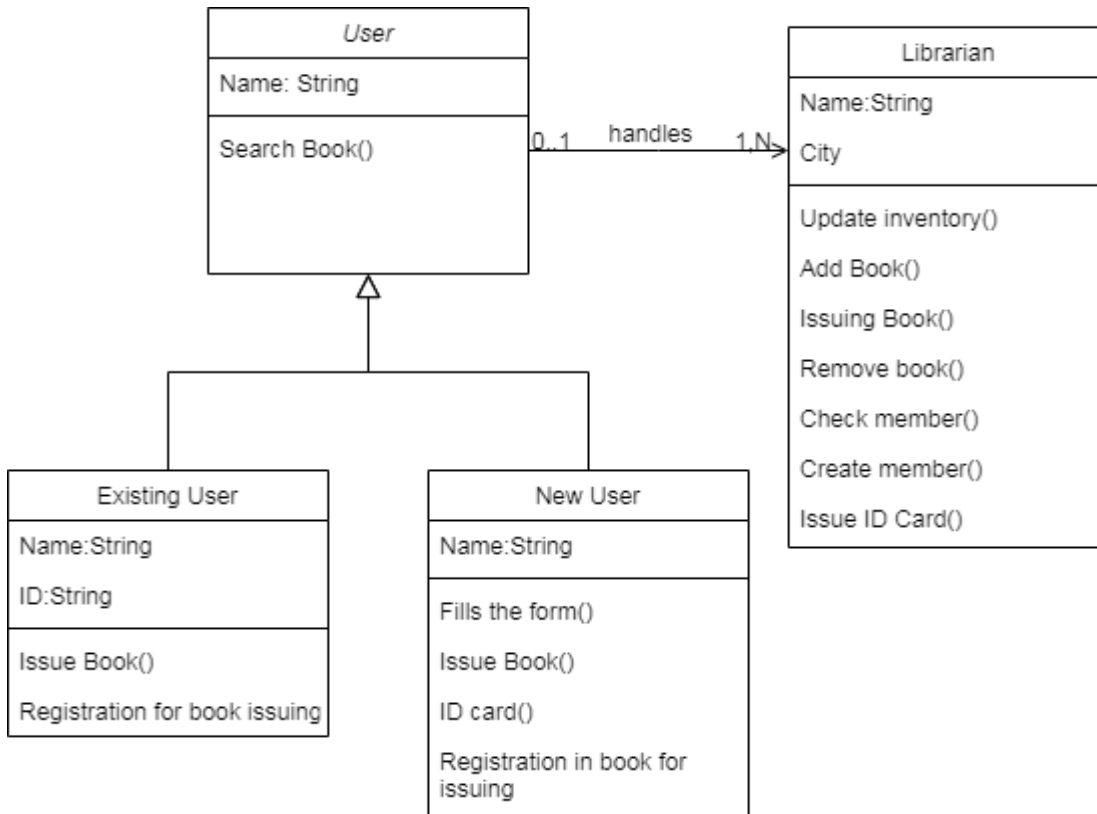 User
Name: String
Search Book()
0..1
handles
1,N
Librarian
Name:String
City
Update inventory()
Add Book()
Issuing Book()
Remove book()
Check member()
Create member()
Issue ID Card()
Existing User
Name:String
ID:String
Issue Book()
Registration for book issuing
New User
Name:String
Fills the form()
Issue Book()
ID card()
Registration in book for
issuing